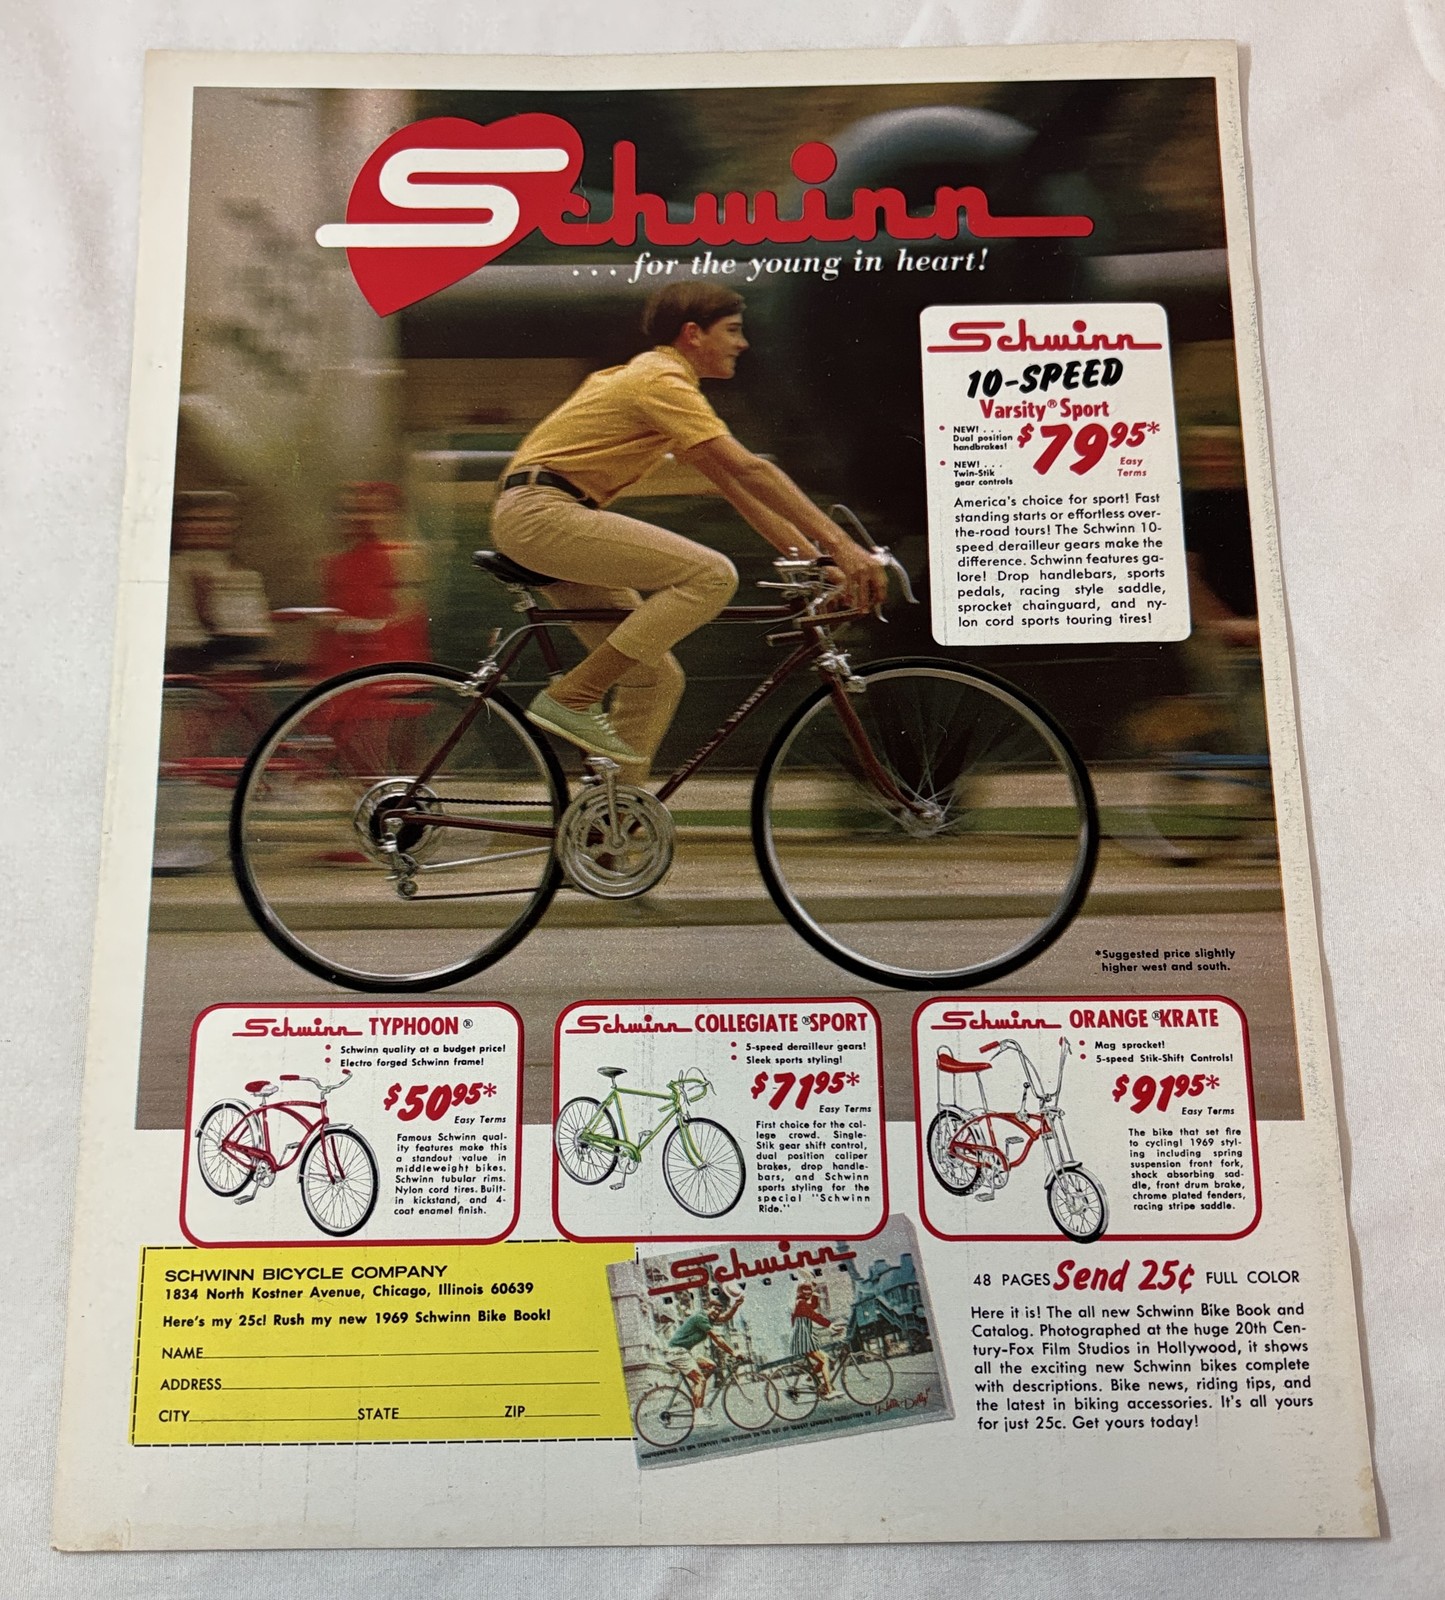 Schwinn
... for the young in heart!
Schwinn
10-SPEED
Varsity® Sport
• NEW! . . .
Dual position
handbrakes!
• NEW! . . .
Twin-Stik
gear controls
$79.95*
Easy
Terms
America's choice for sport! Fast
standing starts or effortless over-
the-road tours! The Schwinn 10-
speed derailleur gears make the
difference. Schwinn features ga-
lore! Drop handlebars, sports
pedals, racing style saddle,
sprocket chainguard, and ny-
lon cord sports touring tires!
VARSITY
*Suggested price slightly
higher west and south.
Schwinn TYPHOON®
• Schwinn quality at a budget price!
• Electro forged Schwinn frame!
$50.95*
Easy Terms
Famous Schwinn qual-
ity features make this
a standout value in
middleweight bikes.
Schwinn tubular rims.
Nylon cord tires. Built-
in kickstand, and 4-
coat enamel finish.
Schwinn COLLEGIATE® SPORT
• 5-speed derailleur gears!
• Sleek sports styling!
$71.95*
Easy Terms
First choice for the col-
lege crowd. Single-
Stik gear shift control,
dual position caliper
brakes, drop handle-
bars, and Schwinn
sports styling for the
special "Schwinn
Ride."
Schwinn ORANGE® KRATE
• Mag sprocket!
• 5-speed Stik-Shift Controls!
$91.95*
Easy Terms
The bike that set fire
to cycling! 1969 styl-
ing including spring
suspension front fork,
shock absorbing sad-
dle, front drum brake,
chrome plated fenders,
racing stripe saddle.
SCHWINN BICYCLE COMPANY
1834 North Kostner Avenue, Chicago, Illinois 60639
Here's my 25c! Rush my new 1969 Schwinn Bike Book!
NAME
ADDRESS
CITY STATE ZIP
Schwinn
BICYCLES
"Hello, Dolly!"
48 PAGES Send 25¢ FULL COLOR
Here it is! The all new Schwinn Bike Book and
Catalog. Photographed at the huge 20th Cen-
tury-Fox Film Studios in Hollywood, it shows
all the exciting new Schwinn bikes complete
with descriptions. Bike news, riding tips, and
the latest in biking accessories. It's all yours
for just 25c. Get yours today!